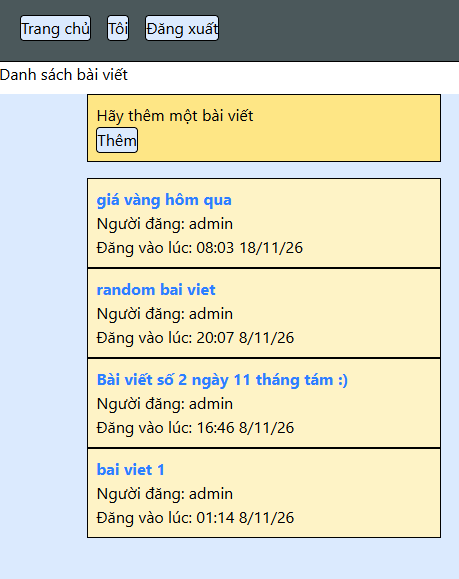 Trang chủ Tôi Đăng xuất
Danh sách bài viết
Hãy thêm một bài viết
Thêm
giá vàng hôm qua
Người đăng: admin
Đăng vào lúc: 08:03 18/11/26
random bai viet
Người đăng: admin
Đăng vào lúc: 20:07 8/11/26
Bài viết số 2 ngày 11 tháng tám :)
Người đăng: admin
Đăng vào lúc: 16:46 8/11/26
bai viet 1
Người đăng: admin
Đăng vào lúc: 01:14 8/11/26